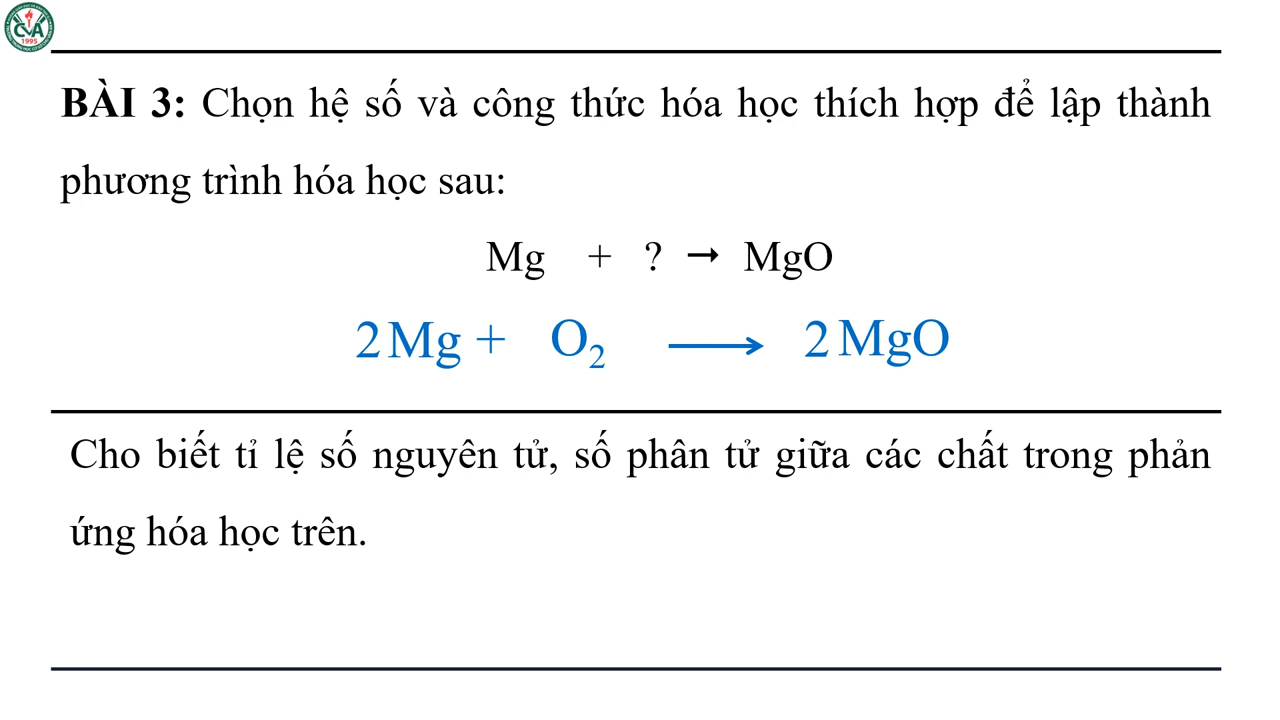 CVA
1995
BÀI 3: Chọn hệ số và công thức hóa học thích hợp để lập thành
phương trình hóa học sau:
Mg + ? → MgO
2Mg + O₂ ⟶ 2MgO
Cho biết tỉ lệ số nguyên tử, số phân tử giữa các chất trong phản
ứng hóa học trên.